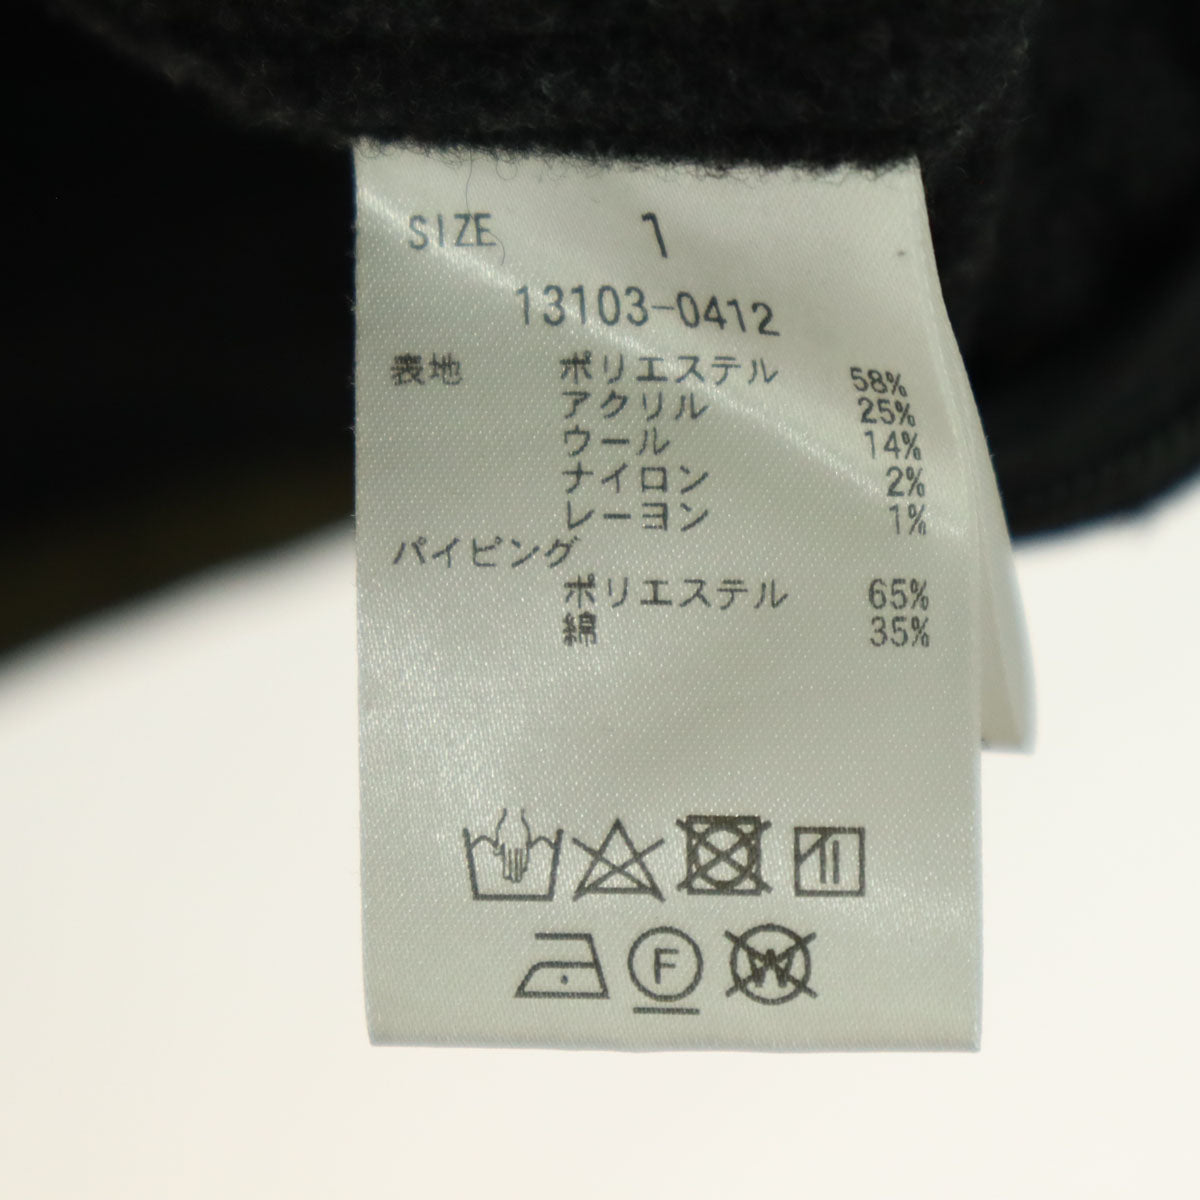 SIZE 1
13103-0412
表地 ポリエステル 58%
アクリル 25%
ウール 14%
ナイロン 2%
レーヨン 1%
パイピング
ポリエステル 65%
綿 35%
F W